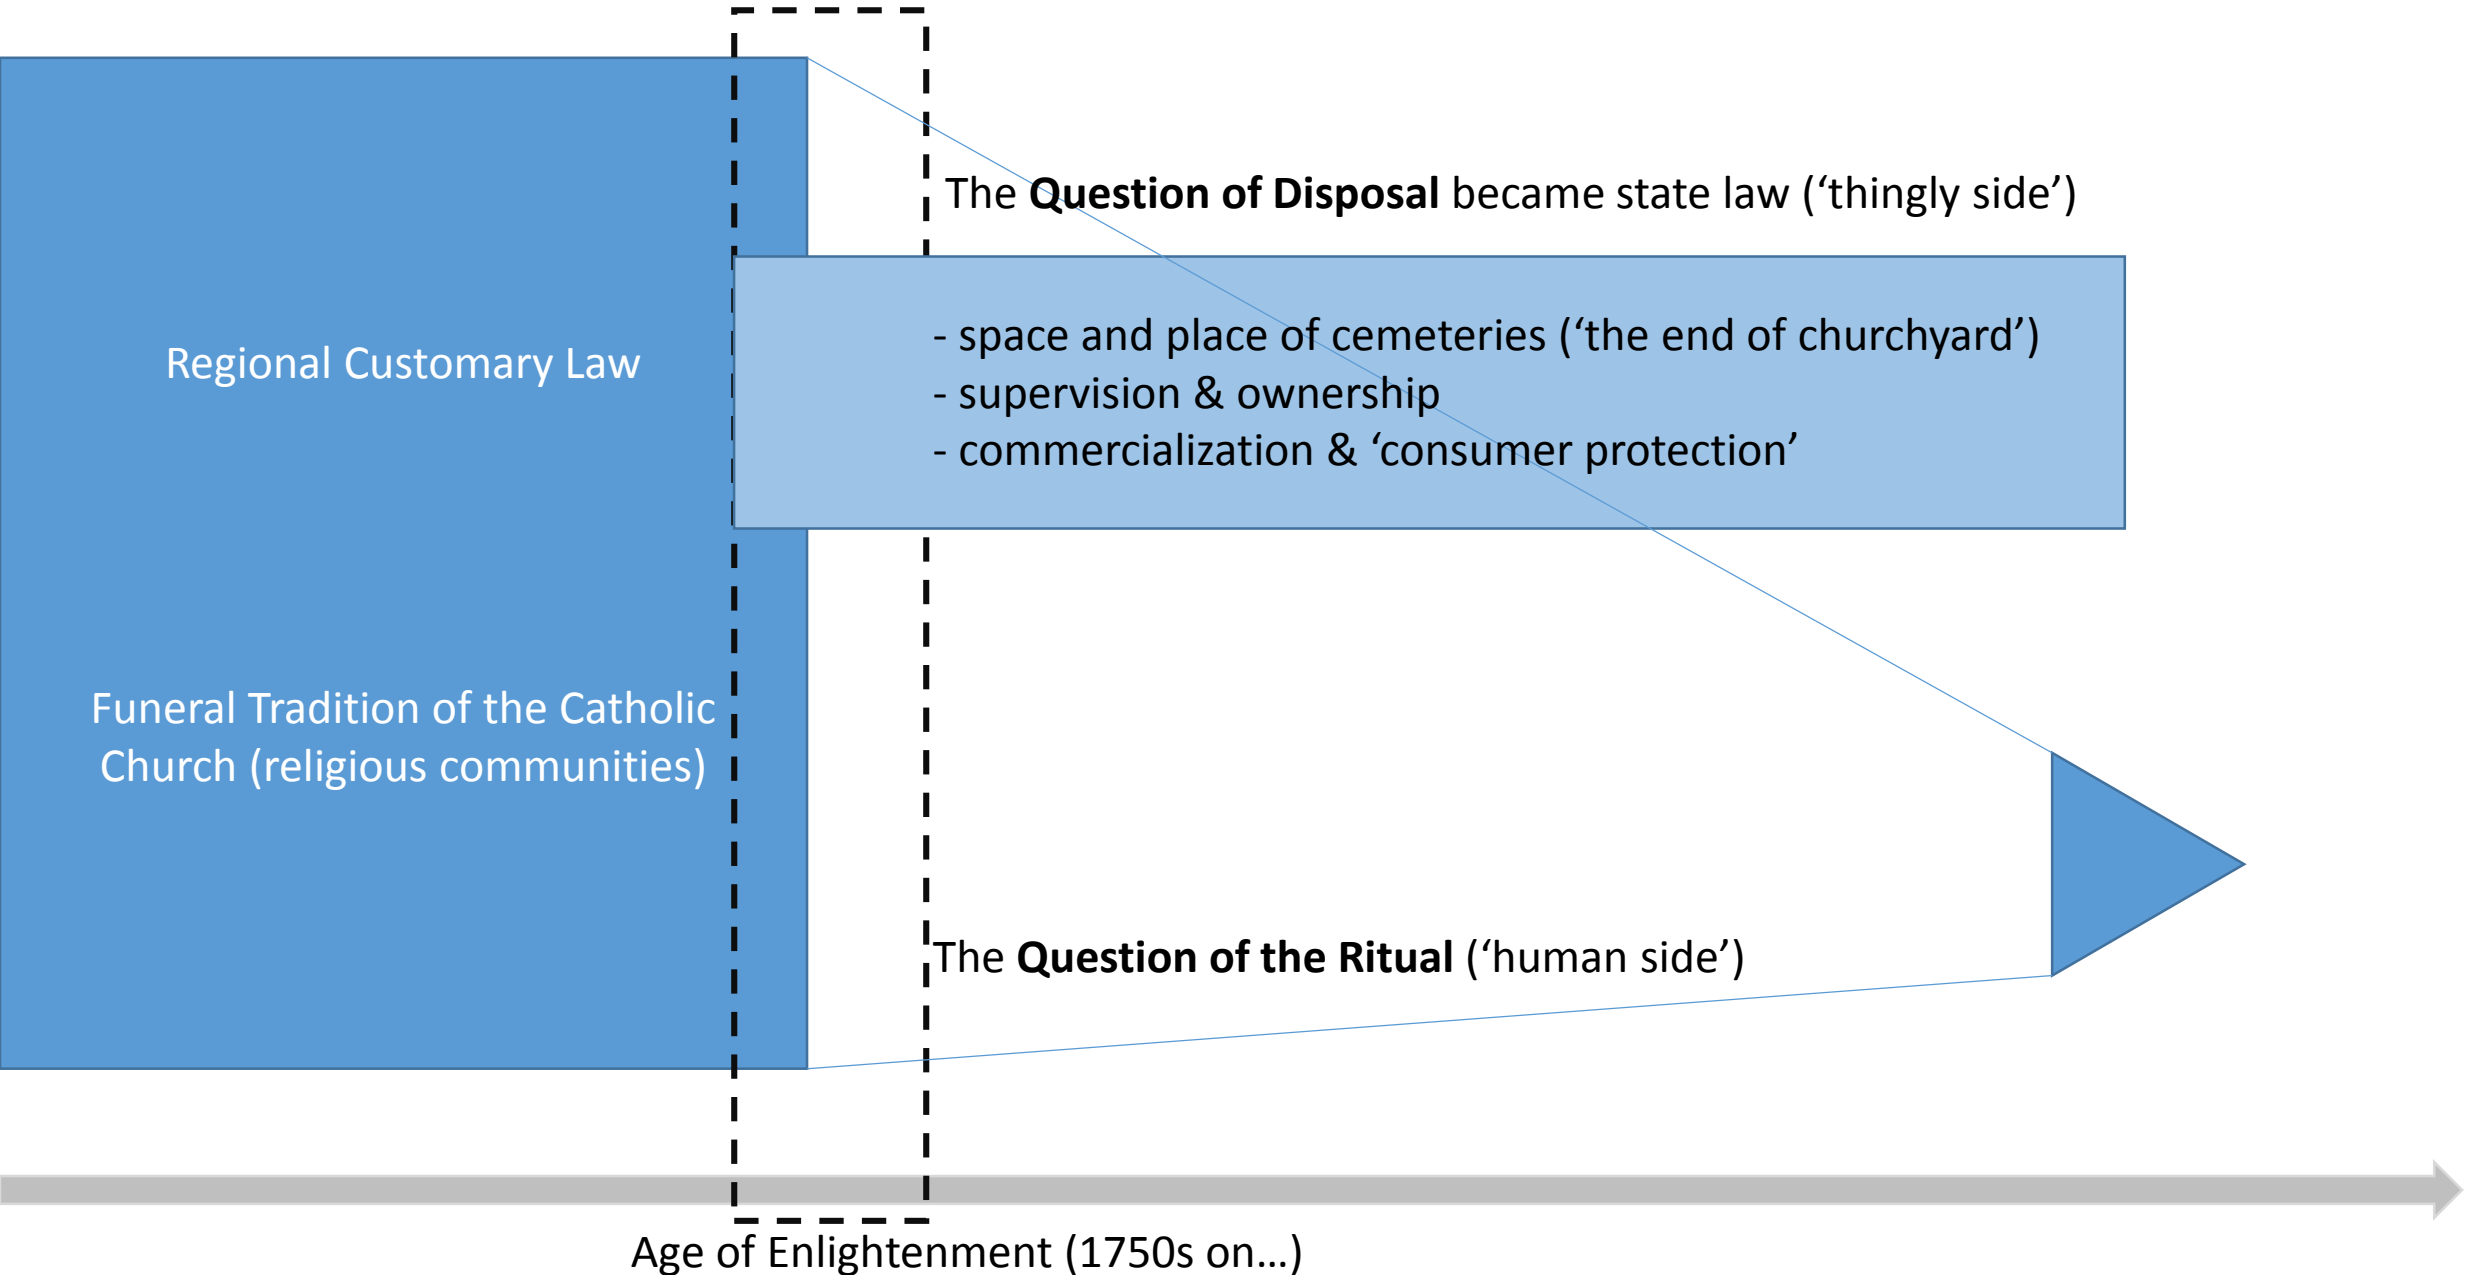 The Question of Disposal became state law (‘thingly side’)
Regional Customary Law
- space and place of cemeteries (‘the end of churchyard’)
- supervision & ownership
- commercialization & ‘consumer protection’
Funeral Tradition of the Catholic
Church (religious communities)
The Question of the Ritual (‘human side’)
Age of Enlightenment (1750s on…)